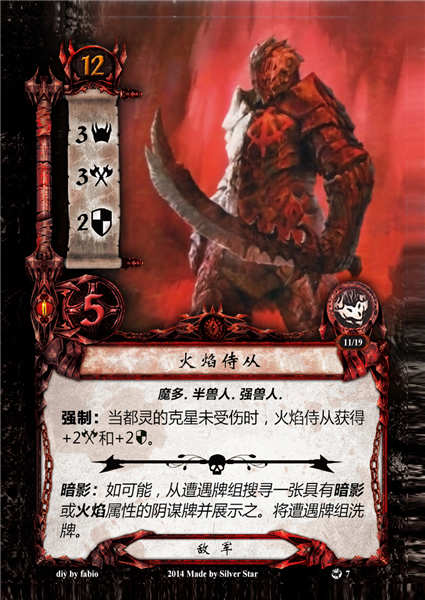 12
3
3
2
5
11/19
火焰侍从
魔多. 半兽人. 强兽人.
强制：当都灵的克星未受伤时，火焰侍从获得
+2和+2。
暗影：如可能，从遭遇牌组搜寻一张具有暗影
或火焰属性的阴谋牌并展示之。将遭遇牌组洗
牌。
敌军
diy by fabio 2014 Made by Silver Star 7